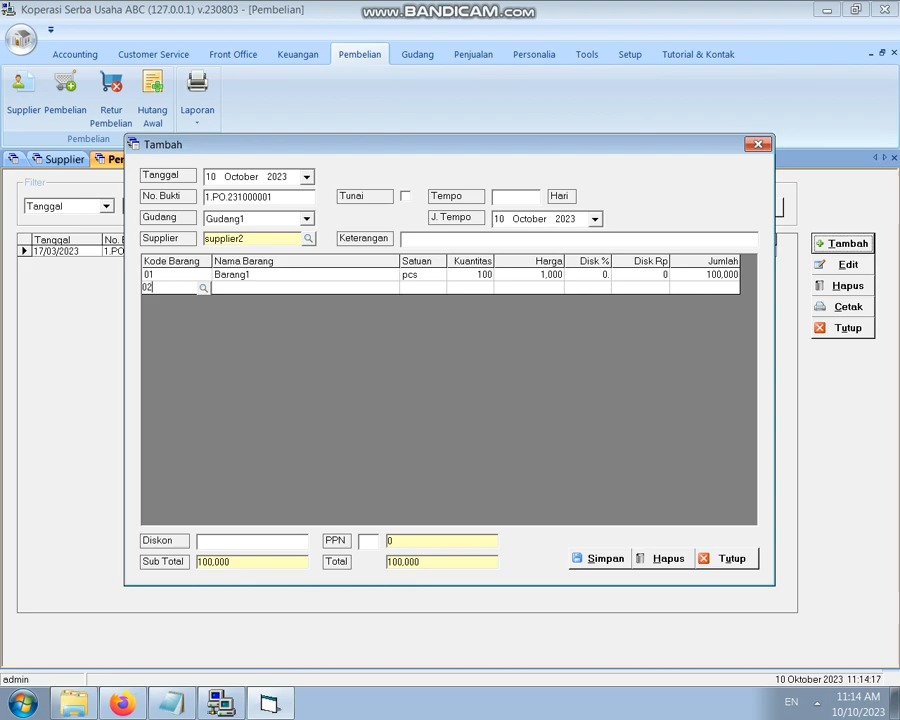 Koperasi Serba Usaha ABC (127.0.0.1) v.230803 - [Pembelian]
www.BANDICAM.com
Accounting Customer Service Front Office Keuangan Pembelian Gudang Penjualan Personalia Tools Setup Tutorial & Kontak
Supplier Pembelian Retur Pembelian Hutang Awal Laporan
Pembelian
Supplier
Filter
Tanggal
Tanggal
17/03/2023 1.PO
Tambah
Edit
Hapus
Cetak
Tutup
Tambah
Tanggal 10 October 2023
No. Bukti 1.PO.231000001 Tunai Tempo Hari
Gudang Gudang1 J. Tempo 10 October 2023
Supplier supplier2 Keterangan
Kode Barang Nama Barang Satuan Kuantitas Harga Disk % Disk Rp Jumlah
01 Barang1 pcs 100 1,000 0. 0 100,000
02
Diskon PPN 0
Sub Total 100,000 Total 100,000
Simpan Hapus Tutup
admin 10 Oktober 2023 11:14:17
EN 11:14 AM
10/10/2023